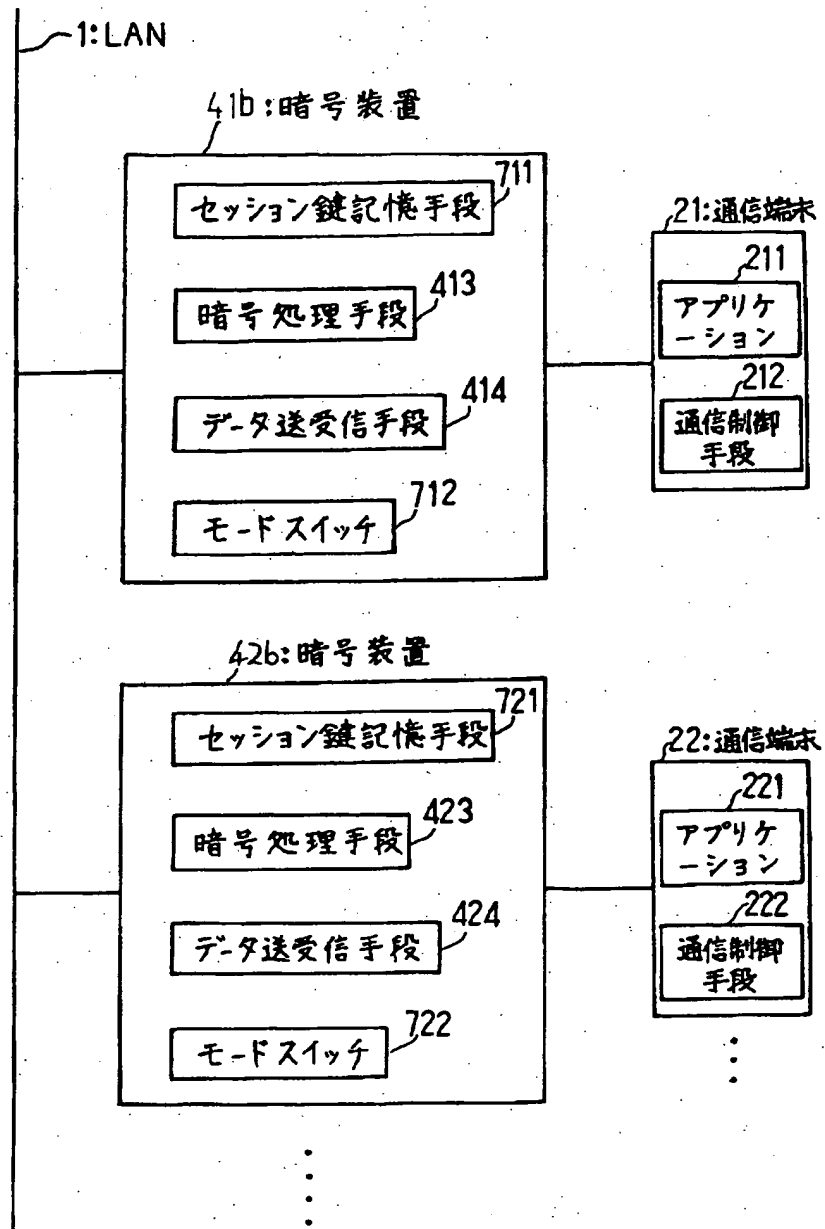 1:LAN
41b:暗号装置
711
セッション鍵記憶手段
413
暗号処理手段
414
データ送受信手段
712
モードスイッチ
21:通信端末
211
アプリケ
ーション
212
通信制御
手段
42b:暗号装置
721
セッション鍵記憶手段
423
暗号処理手段
424
データ送受信手段
722
モードスイッチ
22:通信端末
221
アプリケ
ーション
222
通信制御
手段